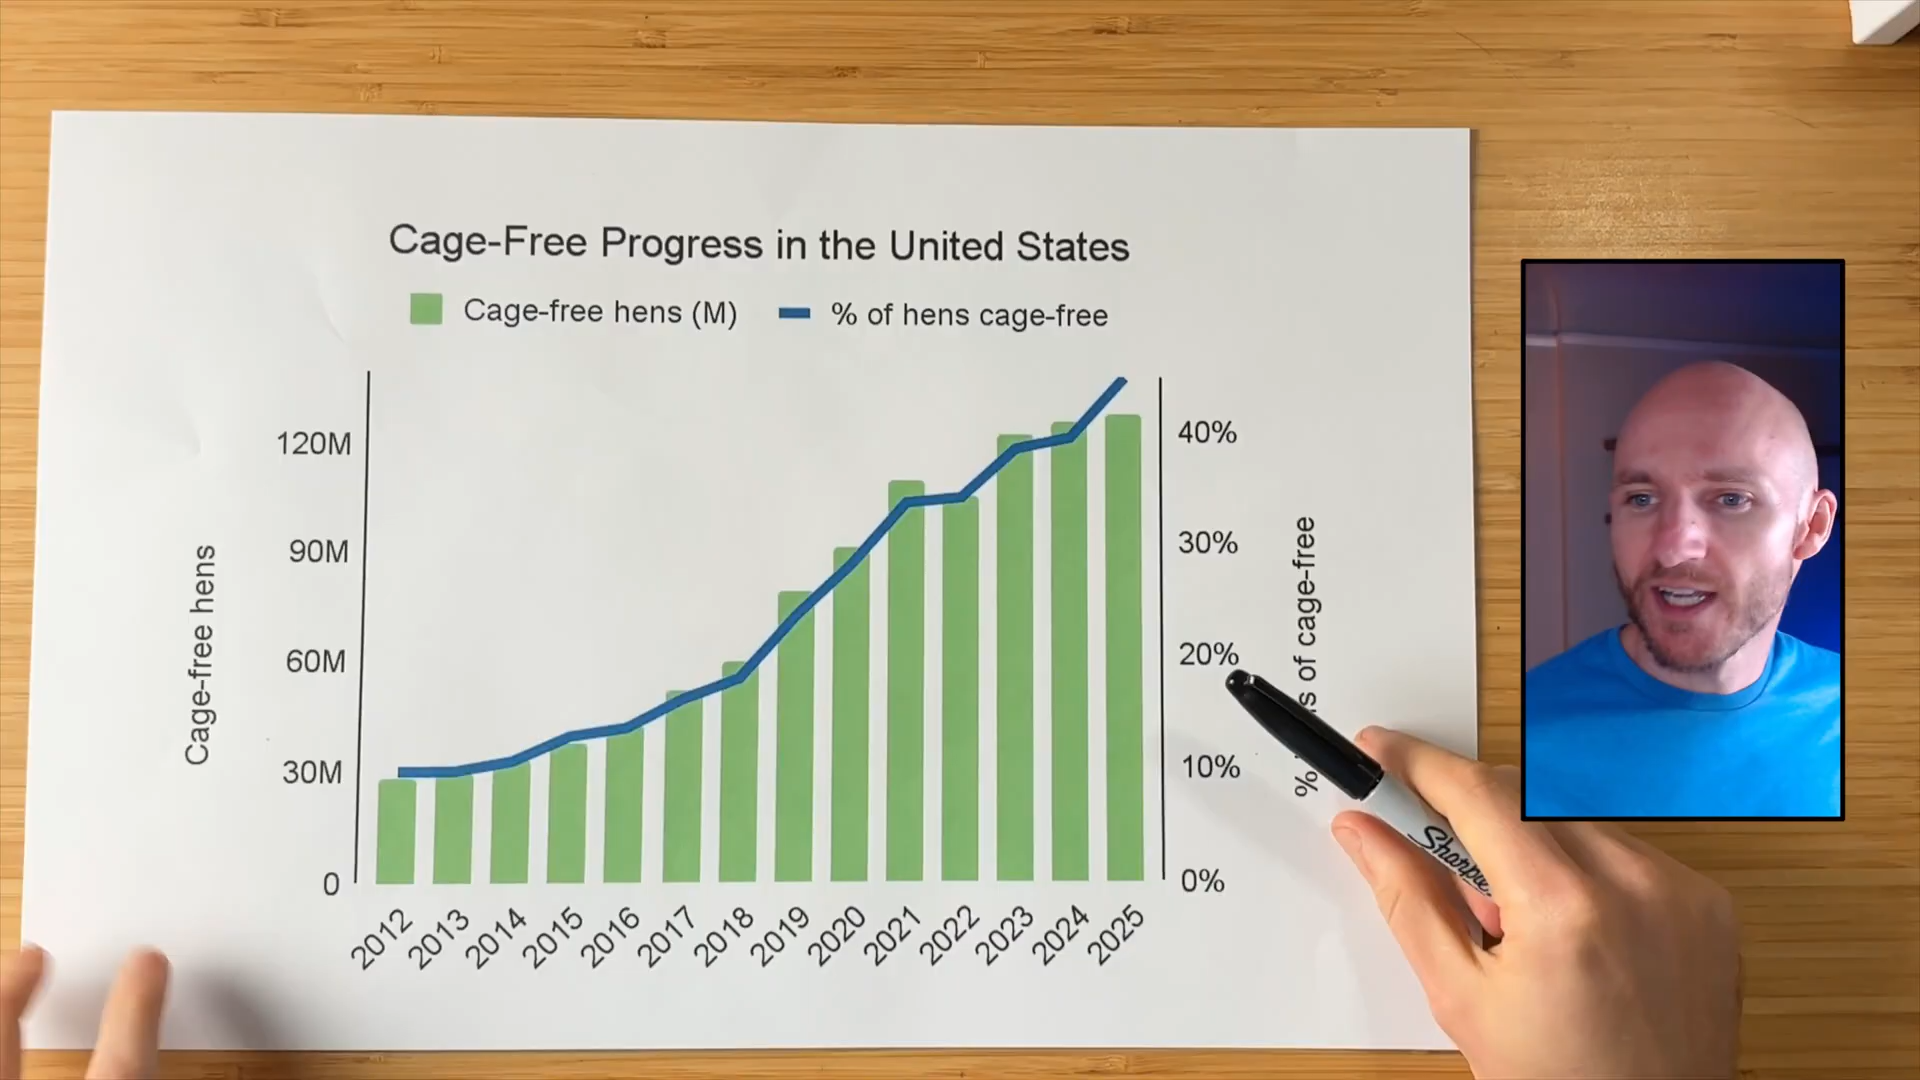 Cage-Free Progress in the United States
Cage-free hens (M)
% of hens cage-free
Cage-free hens
120M
90M
60M
30M
0
40%
30%
20%
10%
0%
% s of cage-free
2012
2013
2014
2015
2016
2017
2018
2019
2020
2021
2022
2023
2024
2025
Sharpie